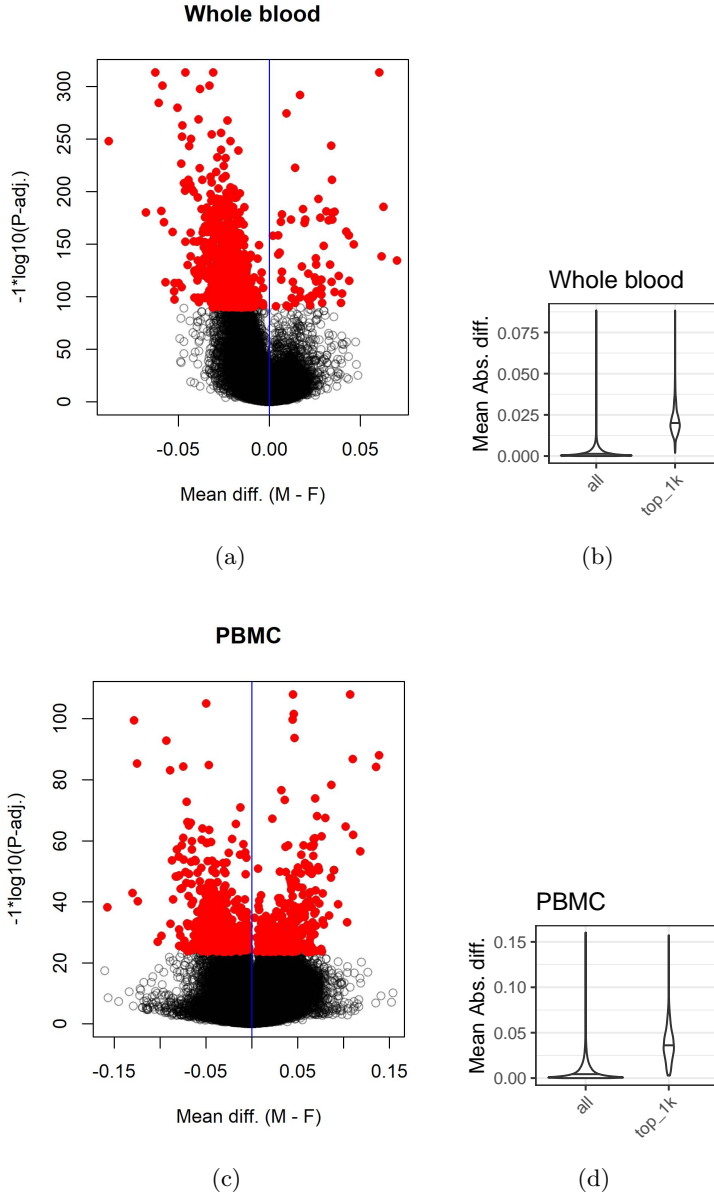 Whole blood
-1*log10(P-adj.)
300
250
200
150
100
50
0
-0.05 0.00 0.05
Mean diff. (M - F)
(a)
Whole blood
Mean Abs. diff.
0.075
0.050
0.025
0.000
all top_1k
(b)
PBMC
-1*log10(P-adj.)
100
80
60
40
20
0
-0.15 -0.05 0.05 0.15
Mean diff. (M - F)
(c)
PBMC
Mean Abs. diff.
0.15
0.10
0.05
0.00
all top_1k
(d)